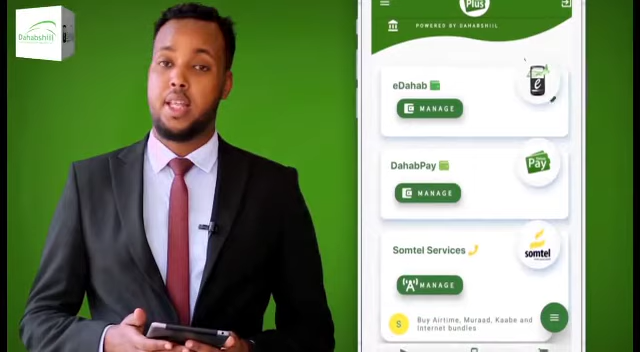 Dahabshiil
Plus
POWERED BY DAHABSHIIL
eDahab
MANAGE
e
DahabPay
MANAGE
Pay
Somtel Services
somtel
MANAGE
S
Buy Airtime, Muraad, Kaabe and
Internet bundles